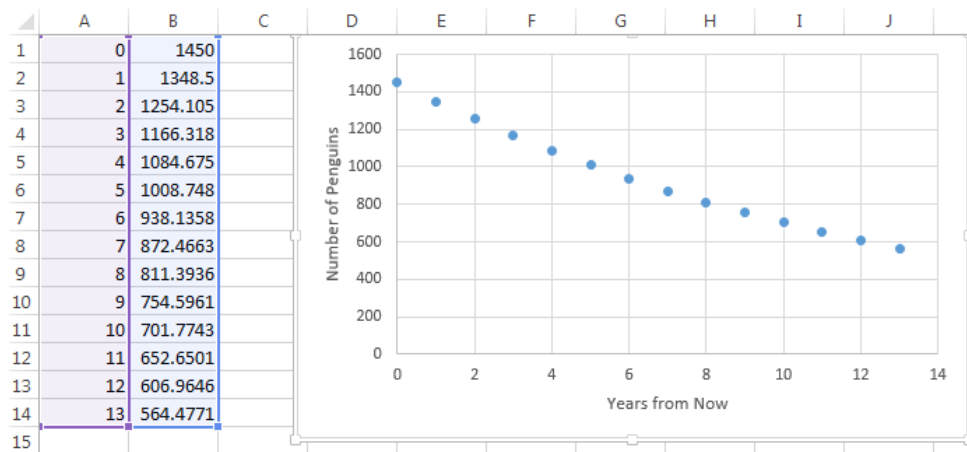 A B C D E F G H I J
1 0 1450
2 1 1348.5
3 2 1254.105
4 3 1166.318
5 4 1084.675
6 5 1008.748
7 6 938.1358
8 7 872.4663
9 8 811.3936
10 9 754.5961
11 10 701.7743
12 11 652.6501
13 12 606.9646
14 13 564.4771
15
1600
1400
1200
1000
800
600
400
200
0
Number of Penguins
0 2 4 6 8 10 12 14
Years from Now